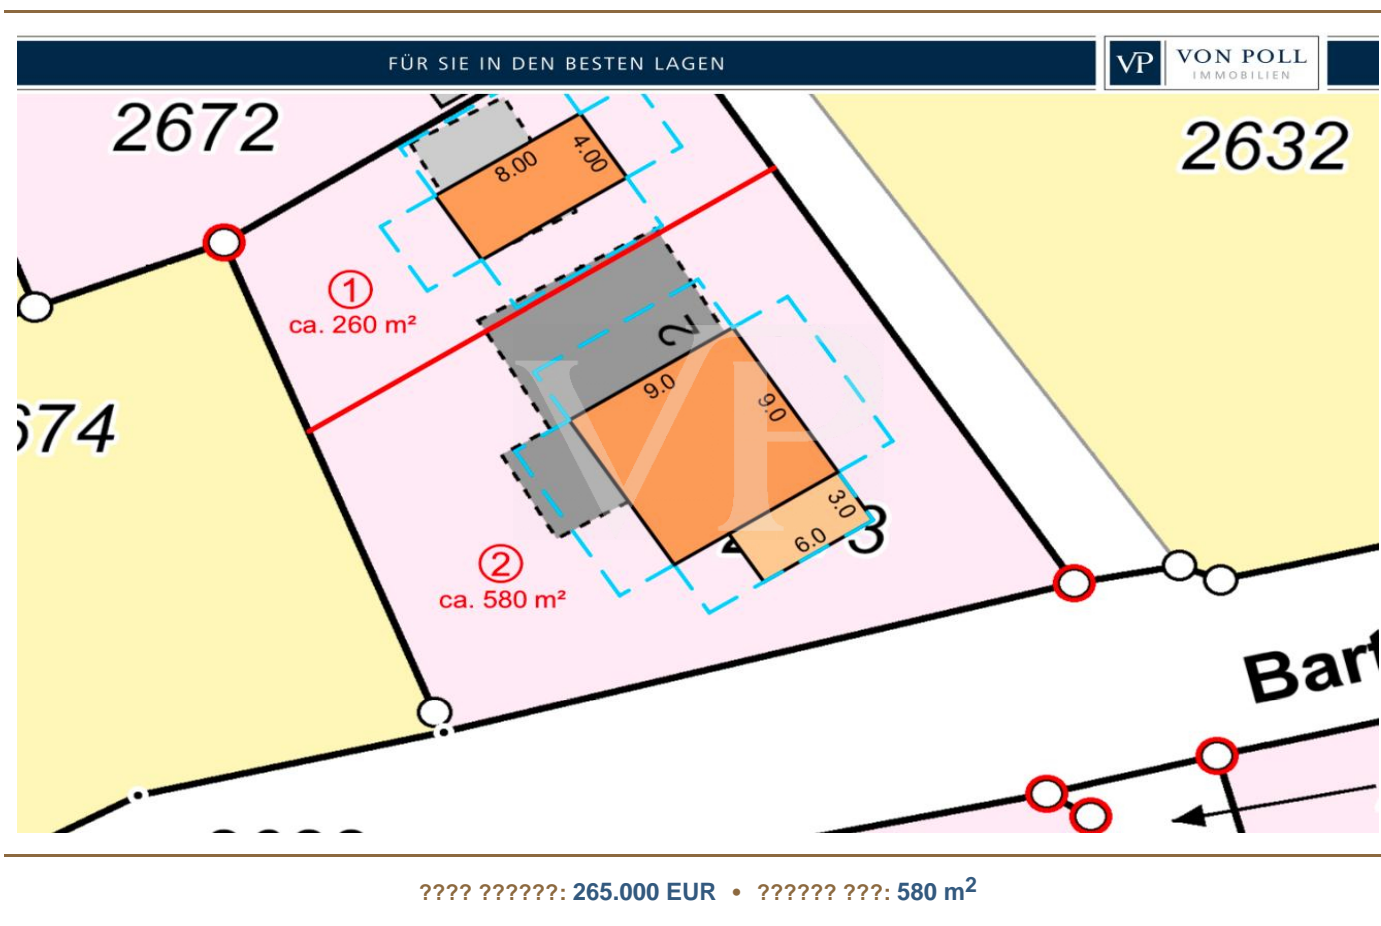 FÜR SIE IN DEN BESTEN LAGEN
VP VON POLL
IMMOBILIEN
2672
2632
8.00
4.00
1
ca. 260 m²
2
9.0
9.0
674
3.0
6.0
3
2
ca. 580 m²
Bart
???? ??????: 265.000 EUR • ?????? ???: 580 m²